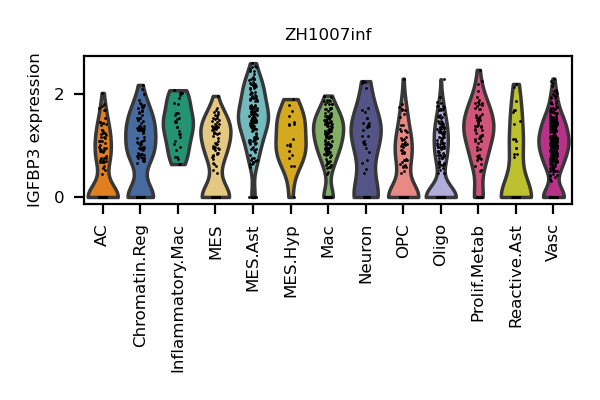 ZH1007inf
IGFBP3 expression
2
0
AC
Chromatin.Reg
Inflammatory.Mac
MES
MES.Ast
MES.Hyp
Mac
Neuron
OPC
Oligo
Prolif.Metab
Reactive.Ast
Vasc